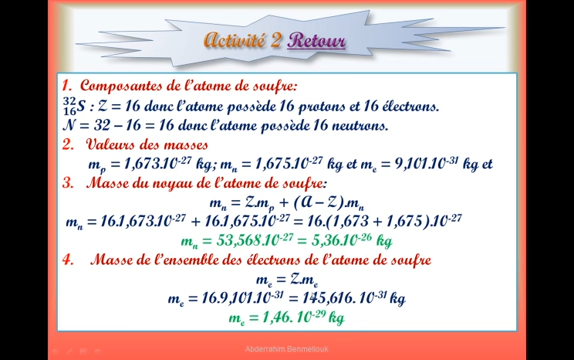 Activité 2 Retour
1. Composantes de l'atome de soufre:
³²₁₆S : Z = 16 donc l'atome possède 16 protons et 16 électrons.
N = 32 – 16 = 16 donc l'atome possède 16 neutrons.
2. Valeurs des masses
mₚ = 1,673.10⁻²⁷ kg; mₙ = 1,675.10⁻²⁷ kg et mₑ = 9,101.10⁻³¹ kg et
3. Masse du noyau de l'atome de soufre:
mₙ = Z.mₚ + (A – Z).mₙ
mₙ = 16.1,673.10⁻²⁷ + 16.1,675.10⁻²⁷ = 16.(1,673 + 1,675).10⁻²⁷
mₙ = 53,568.10⁻²⁷ = 5,36.10⁻²⁶ kg
4. Masse de l'ensemble des électrons de l'atome de soufre
mₑ = Z.mₑ
mₑ = 16.9,101.10⁻³¹ = 145,616. 10⁻³¹ kg
mₑ = 1,46. 10⁻²⁹ kg
Abderrahim Benmellouk